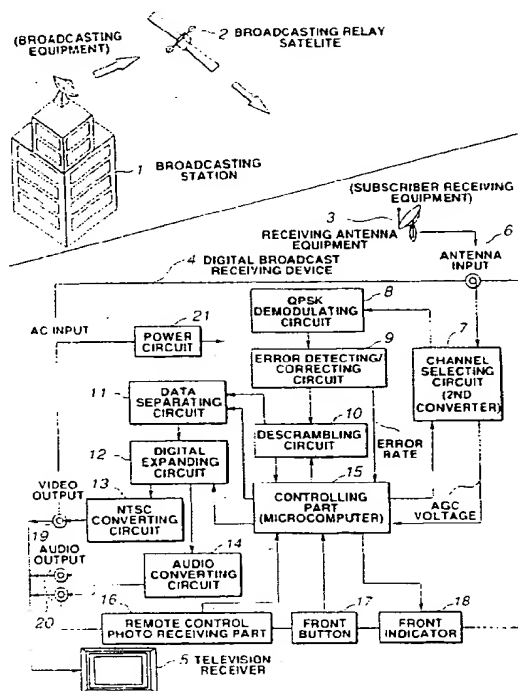 (BROADCASTING
EQUIPMENT)
2 BROADCASTING RELAY
SATELITE
1 BROADCASTING
STATION
(SUBSCRIBER RECEIVING
EQUIPMENT)
3
RECEIVING ANTENNA
EQUIPMENT
6
ANTENNA
INPUT
4
DIGITAL BROADCAST
RECEIVING DEVICE
8
QPSK
DEMODULATING
CIRCUIT
7
CHANNEL
SELECTING
CIRCUIT
(2ND
CONVERTER)
AC INPUT
21
POWER
CIRCUIT
9
ERROR DETECTING/
CORRECTING
CIRCUIT
11
DATA
SEPARATING
CIRCUIT
10
DESCRAMBLING
CIRCUIT
ERROR
RATE
12
DIGITAL
EXPANDING
CIRCUIT
15
CONTROLLING
PART
(MICROCOMPUTER)
AGC
VOLTAGE
VIDEO
OUTPUT
13
NTSC
CONVERTING
CIRCUIT
19
AUDIO
OUTPUT
14
AUDIO
CONVERTING
CIRCUIT
20
16
REMOTE CONTROL
PHOTO RECEIVING PART
17
FRONT
BUTTON
18
FRONT
INDICATOR
5 TELEVISION
RECEIVER